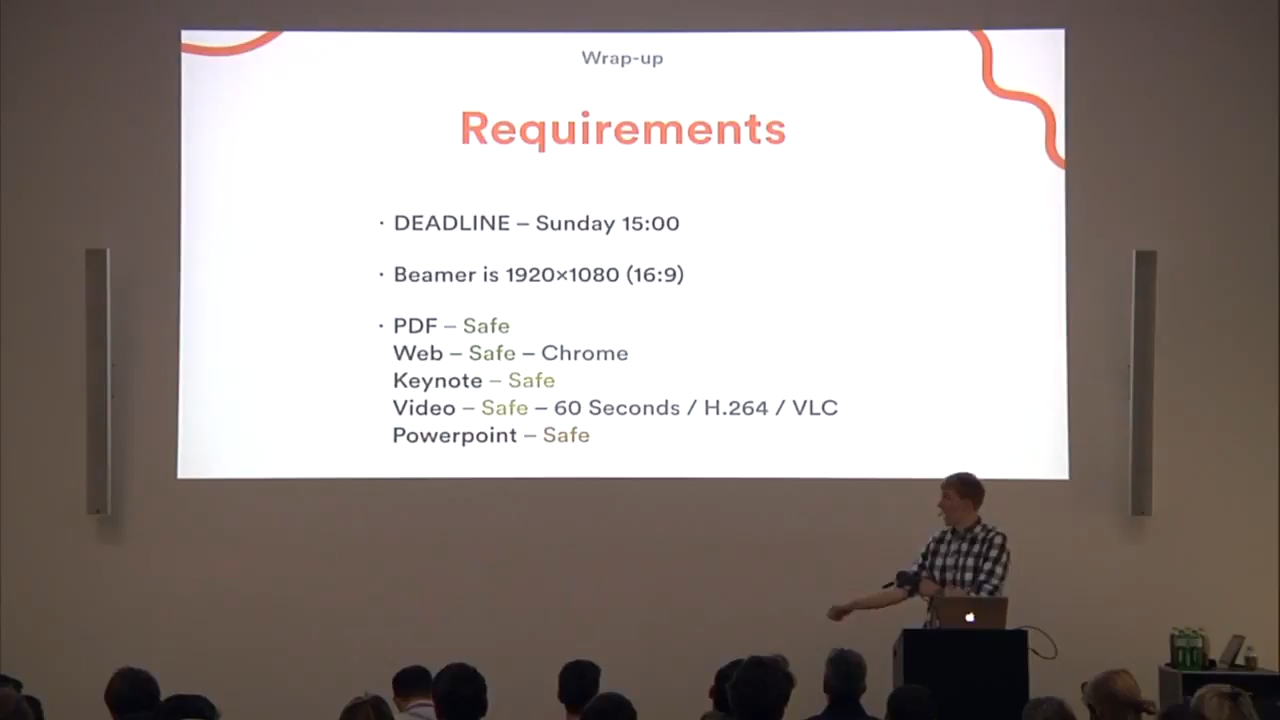 Wrap-up
Requirements
· DEADLINE – Sunday 15:00
· Beamer is 1920×1080 (16:9)
· PDF – Safe
Web – Safe – Chrome
Keynote – Safe
Video – Safe – 60 Seconds / H.264 / VLC
Powerpoint – Safe